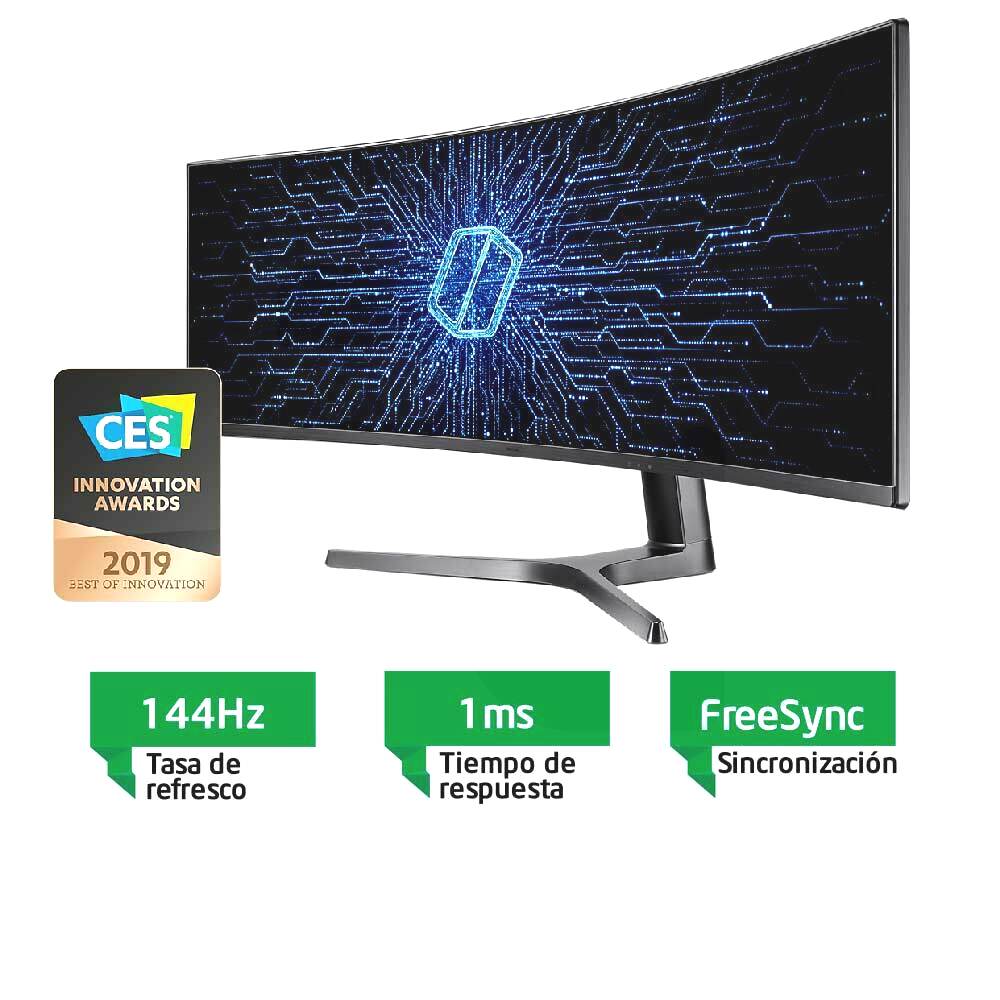 CES
INNOVATION
AWARDS
2019
BEST OF INNOVATION
144Hz
Tasa de
refresco
1ms
Tiempo de
respuesta
FreeSync
Sincronización